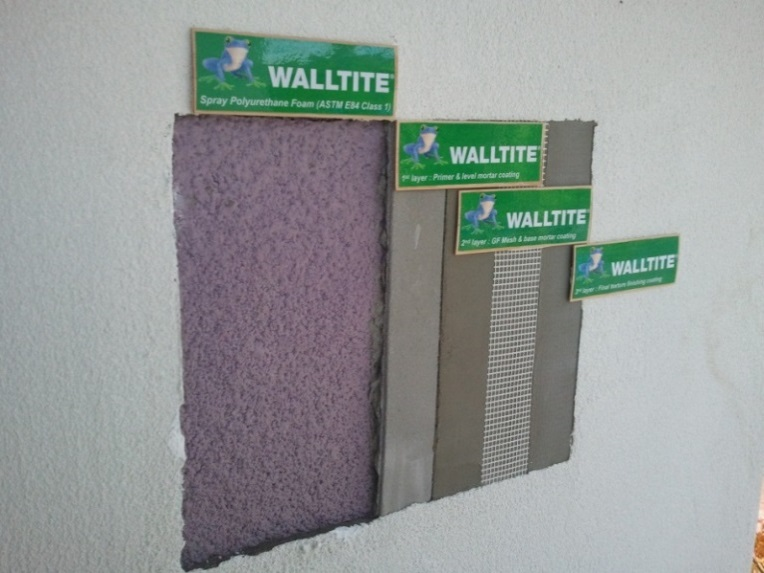 WALLTITE®
Spray Polyurethane Foam (ASTM E84 Class 1)
WALLTITE®
1st layer : Primer & level mortar coating
WALLTITE®
2nd layer : GF Mesh & base mortar coating
WALLTITE
3rd layer : Final texture finishing coating